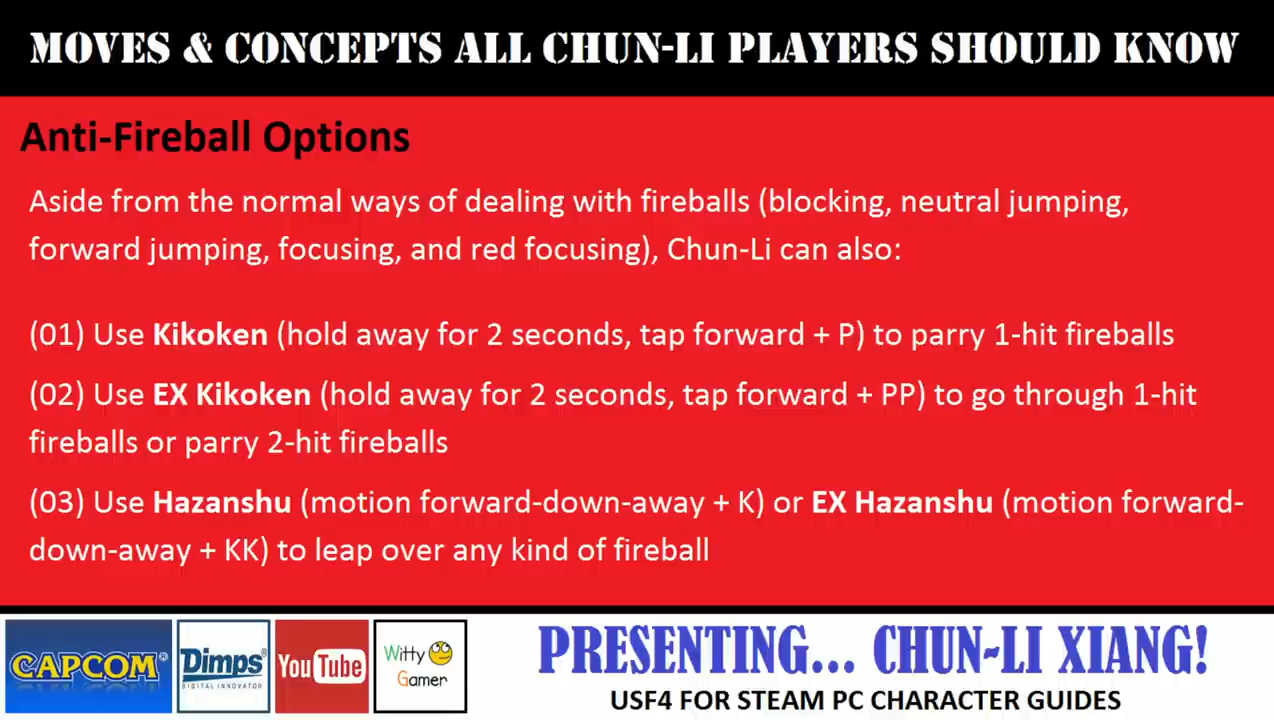 MOVES & CONCEPTS ALL CHUN-LI PLAYERS SHOULD KNOW
Anti-Fireball Options
Aside from the normal ways of dealing with fireballs (blocking, neutral jumping,
forward jumping, focusing, and red focusing), Chun-Li can also:
(01) Use Kikoken (hold away for 2 seconds, tap forward + P) to parry 1-hit fireballs
(02) Use EX Kikoken (hold away for 2 seconds, tap forward + PP) to go through 1-hit
fireballs or parry 2-hit fireballs
(03) Use Hazanshu (motion forward-down-away + K) or EX Hazanshu (motion forward-
down-away + KK) to leap over any kind of fireball
CAPCOM®
Dimps®
DIGITAL INNOVATOR
YouTube
Witty
Gamer
PRESENTING... CHUN-LI XIANG!
USF4 FOR STEAM PC CHARACTER GUIDES